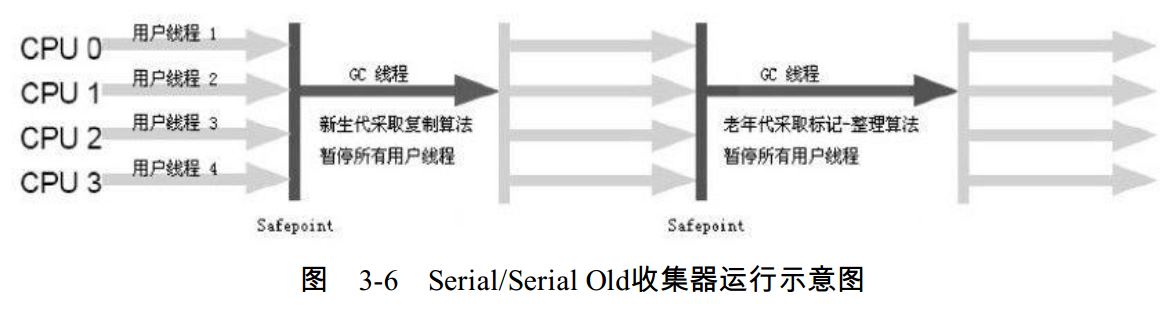 CPU 0 用户线程 1
CPU 1 用户线程 2
CPU 2 用户线程 3
CPU 3 用户线程 4
GC 线程
新生代采取复制算法
暂停所有用户线程
GC 线程
老年代采取标记-整理算法
暂停所有用户线程
Safepoint
Safepoint
图 3-6 Serial/Serial Old收集器运行示意图